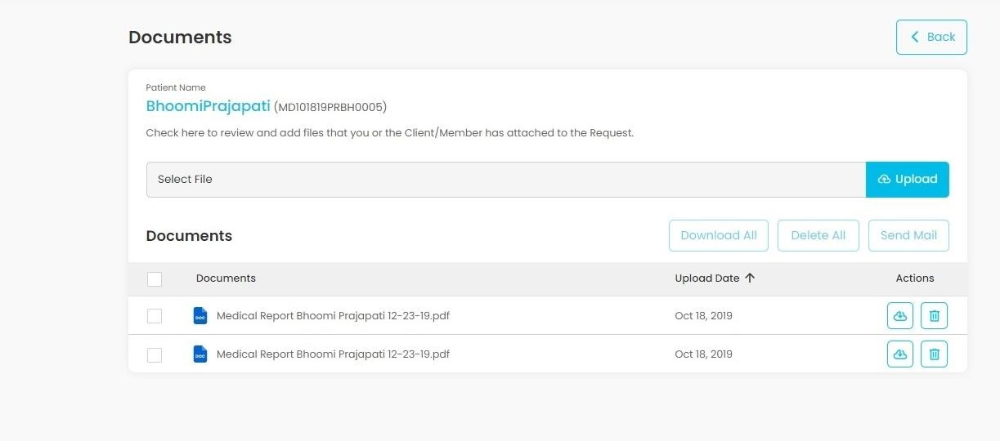 Documents
Back
Patient Name
BhoomiPrajapati (MD101819PRBH0005)
Check here to review and add files that you or the Client/Member has attached to the Request.
Select File
Upload
Documents
Download All
Delete All
Send Mail
Documents
Upload Date
Actions
DOC
Medical Report Bhoomi Prajapati 12-23-19.pdf
Oct 18, 2019
DOC
Medical Report Bhoomi Prajapati 12-23-19.pdf
Oct 18, 2019